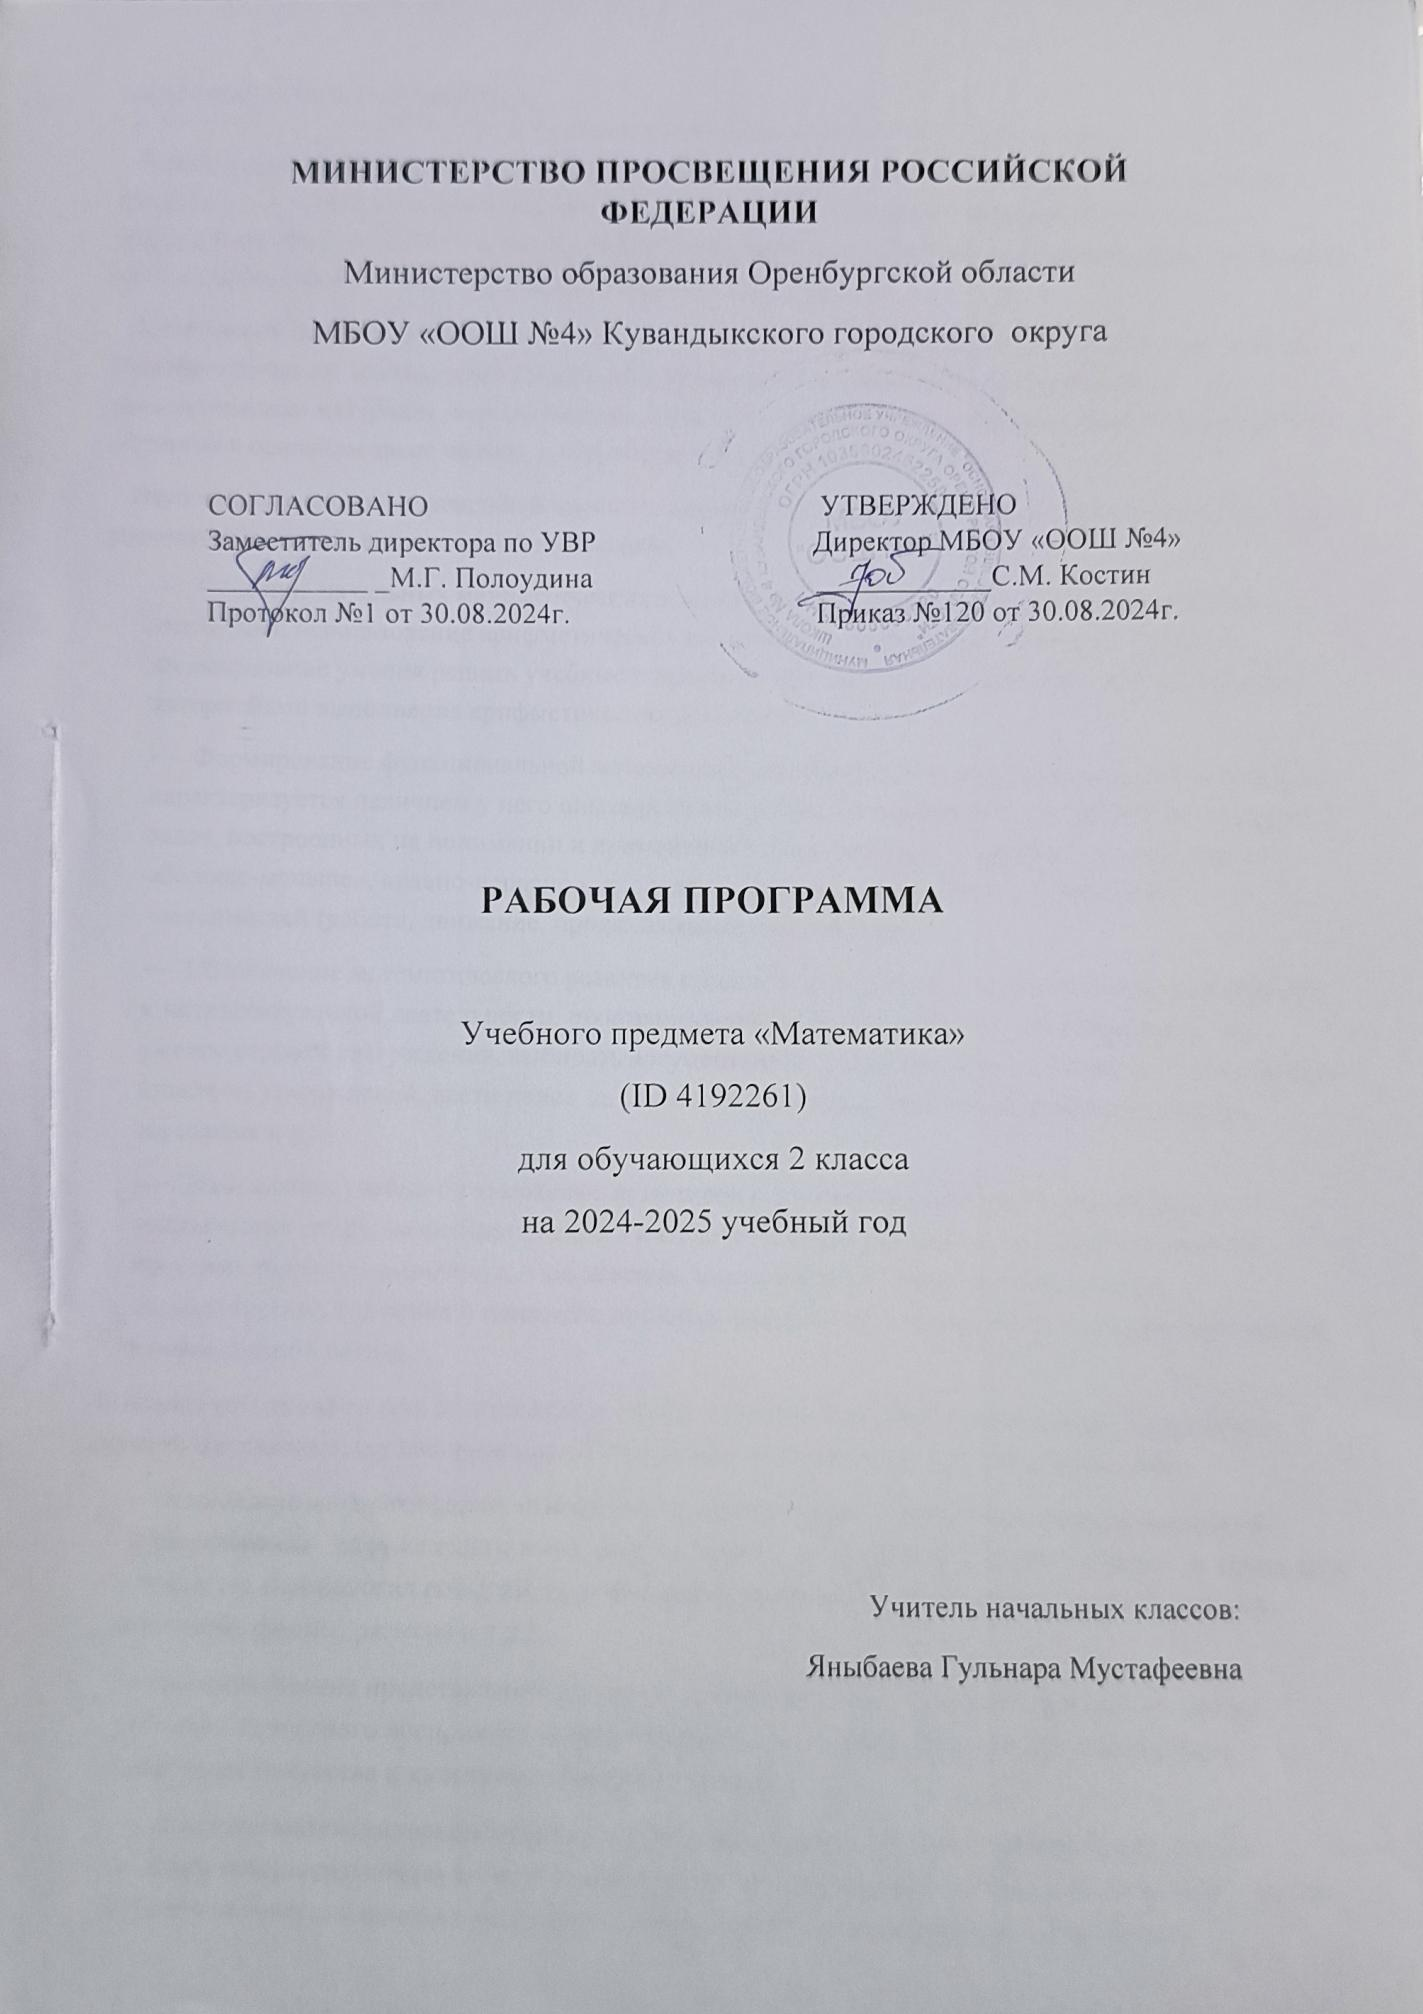 МИНИСТЕРСТВО ПРОСВЕЩЕНИЯ РОССИЙСКОЙ
ФЕДЕРАЦИИ
Министерство образования Оренбургской области
МБОУ «ООШ №4» Кувандыкского городского округа
СОГЛАСОВАНО
Заместитель директора по УВР
М.Г. Полоудина
Протокол №1 от 30.08.2024г.
УТВЕРЖДЕНО
Директор МБОУ «ООШ №4»
С.М. Костин
Приказ №120 от 30.08.2024г.
РАБОЧАЯ ПРОГРАММА
Учебного предмета «Математика»
(ID 4192261)
для обучающихся 2 класса
на 2024-2025 учебный год
Учитель начальных классов:
Яныбаева Гульнара Мустафеевна